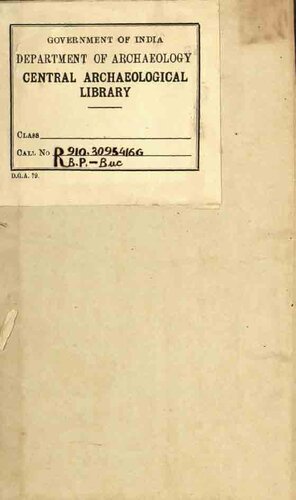 GOVERNMENT OF INDIA
DEPARTMENT OF ARCHAEOLOGY
CENTRAL ARCHAEOLOGICAL
LIBRARY
CLASS
CALL No R 910.3095416G
B.P.-Buc
D.G.A. 79.